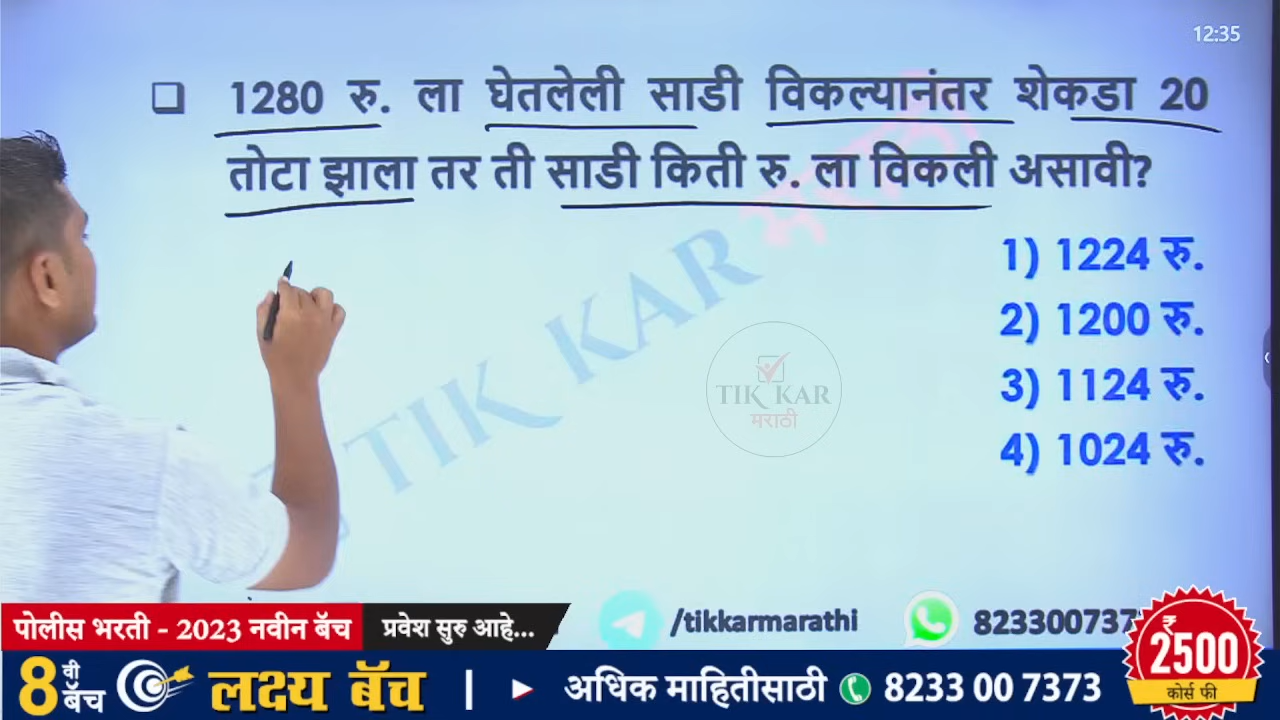 12:35
❑ 1280 रु. ला घेतलेली साडी विकल्यानंतर शेकडा 20
तोटा झाला तर ती साडी किती रु. ला विकली असावी?
1) 1224 रु.
2) 1200 रु.
3) 1124 रु.
4) 1024 रु.
TIK KAR मराठी
TIK KAR
मराठी
पोलीस भरती - 2023 नवीन बॅच
प्रवेश सुरु आहे...
/tikkarmarathi
823300737
₹
2500
कोर्स फी
8 वी बॅच
लक्ष्य बॅच
|
अधिक माहितीसाठी
8233 00 7373